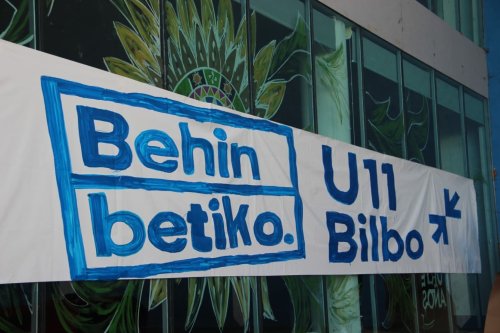 Behin
betiko.
U11
Bilbo